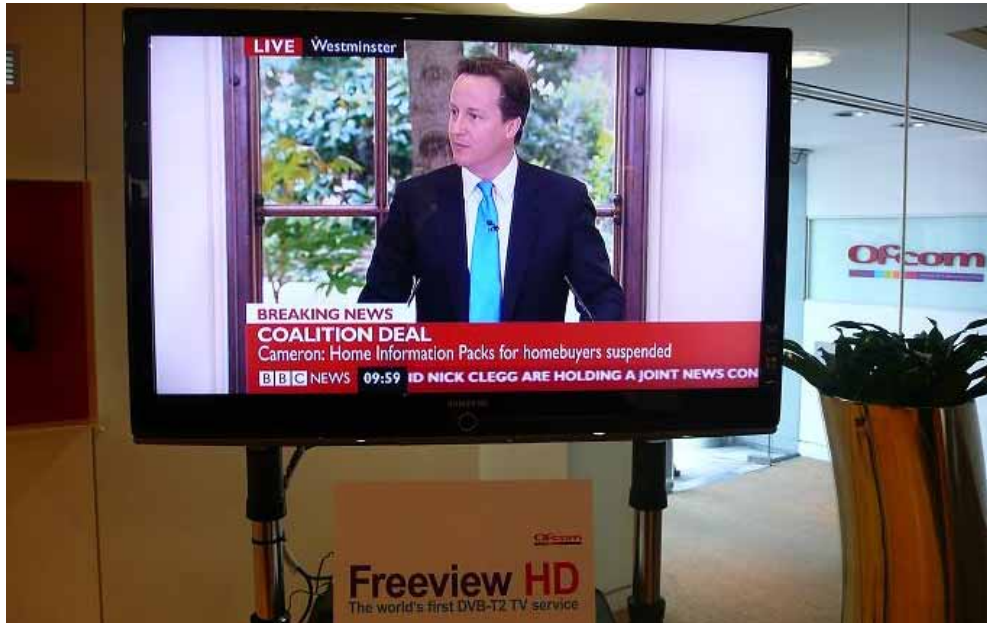 LIVE Westminster
BREAKING NEWS
COALITION DEAL
Cameron: Home Information Packs for homebuyers suspended
BBC NEWS 09:59 ID NICK CLEGG ARE HOLDING A JOINT NEWS CON
SAMSUNG
Ofcom
Ofcom
Freeview HD
The world's first DVB-T2 TV service